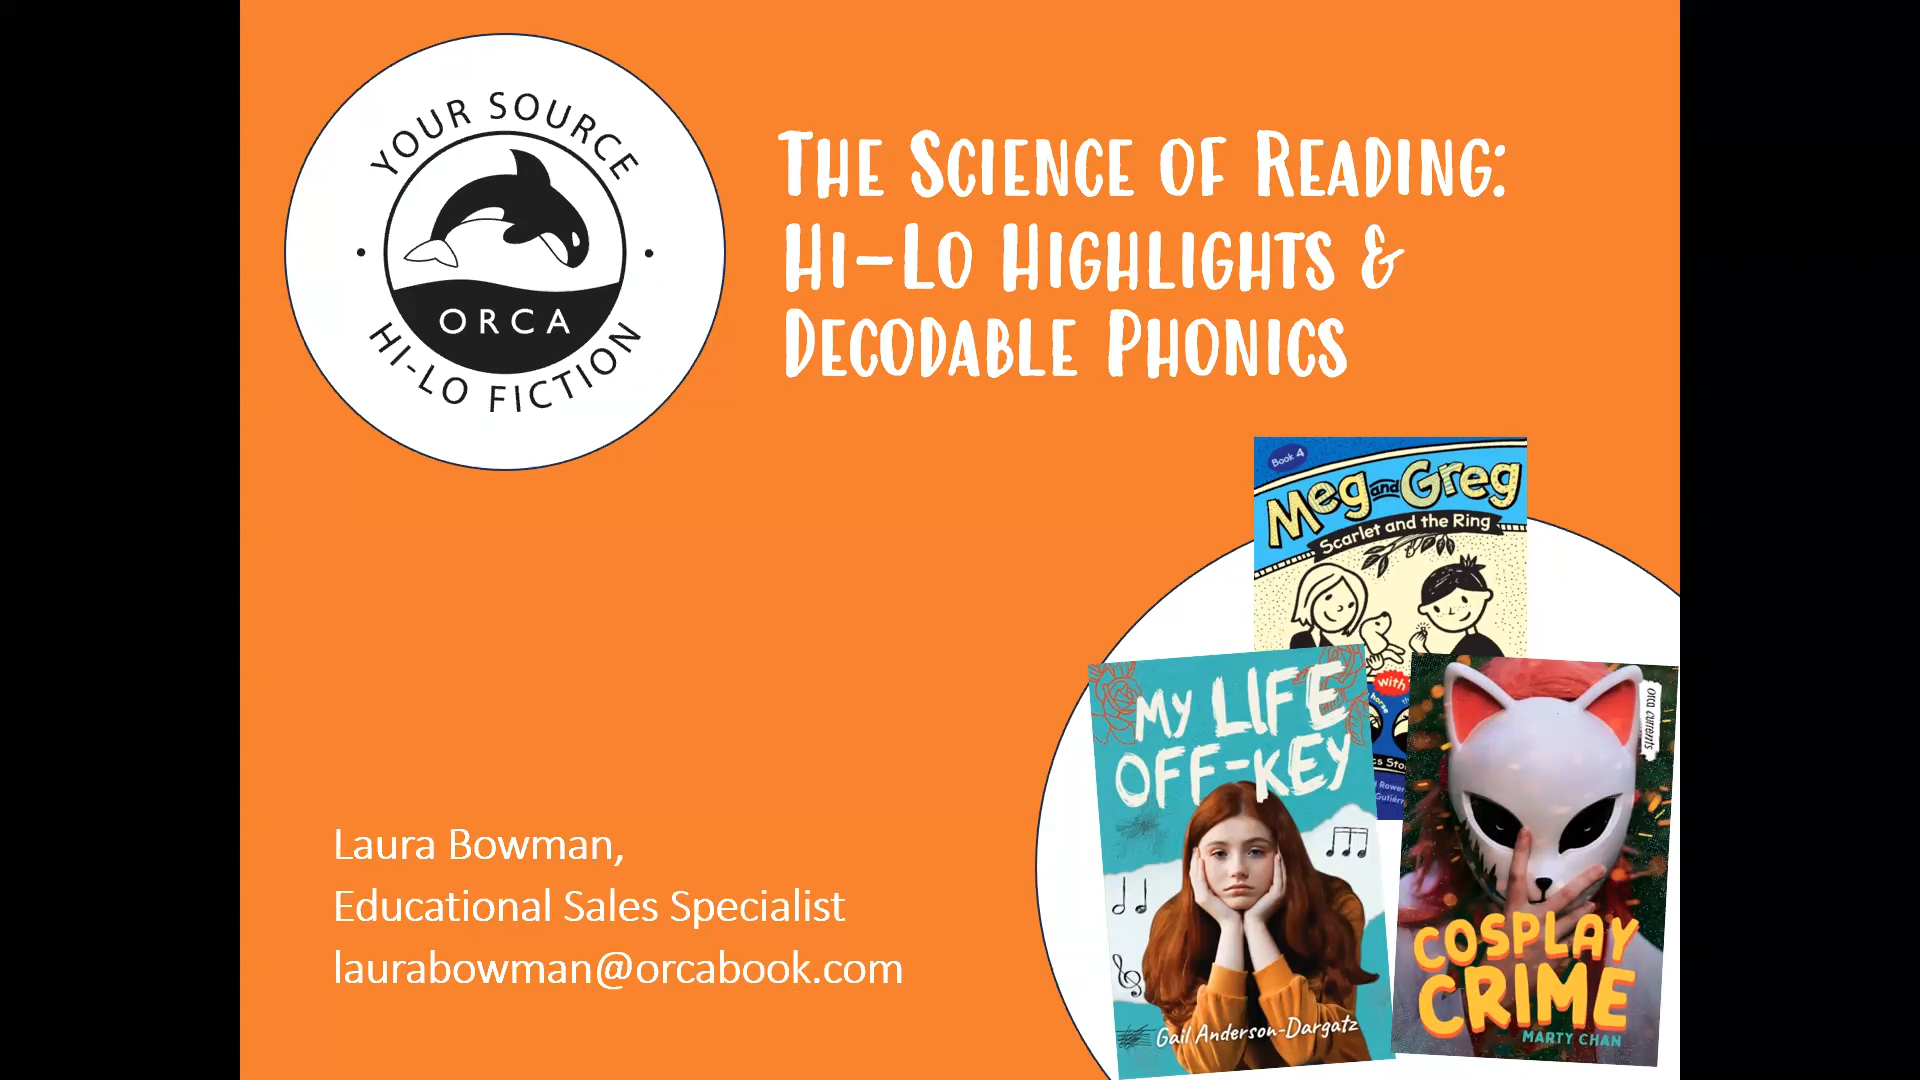 YOUR SOURCE
ORCA
HI-LO FICTION
THE SCIENCE OF READING:
HI-LO HIGHLIGHTS &
DECODABLE PHONICS
Laura Bowman,
Educational Sales Specialist
laurabowman@orcabook.com
Book 4
Meg and Greg
Scarlet and the Ring
with
horse
MY LIFE
OFF-KEY
Gail Anderson-Dargatz
orca currents
COSPLAY
CRIME
MARTY CHAN